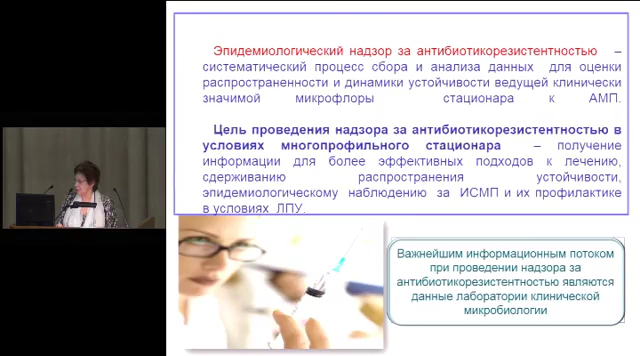 Эпидемиологический надзор за антибиотикорезистентностью –
систематический процесс сбора и анализа данных для оценки
распространенности и динамики устойчивости ведущей клинически
значимой микрофлоры стационара к АМП.
Цель проведения надзора за антибиотикорезистентностью в
условиях многопрофильного стационара – получение
информации для более эффективных подходов к лечению,
сдерживанию распространения устойчивости,
эпидемиологическому наблюдению за ИСМП и их профилактике
в условиях ЛПУ.
Важнейшим информационным потоком
при проведении надзора за
антибиотикорезистентностью являются
данные лаборатории клинической
микробиологии